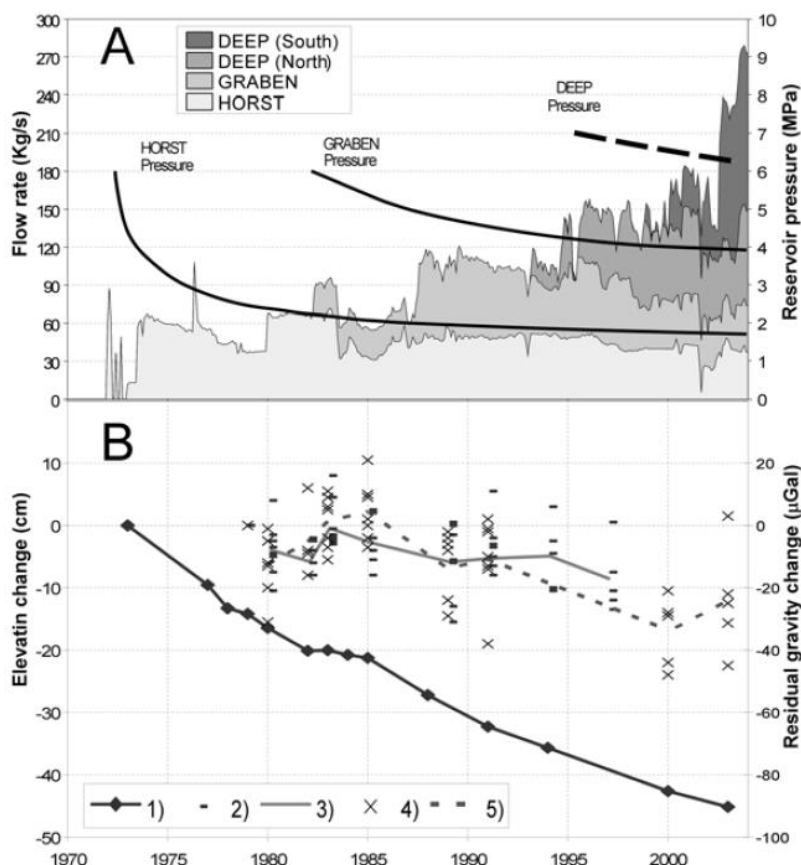 A
300
270
240
210
180
150
120
90
60
30
0
Flow rate (Kg/s)
DEEP (South)
DEEP (North)
GRABEN
HORST
HORST
Pressure
GRABEN
Pressure
DEEP
Pressure
10
9
8
7
6
5
4
3
2
1
0
Reservoir pressure (MPa)
B
10
0
-10
-20
-30
-40
-50
Elevatin change (cm)
20
0
-20
-40
-60
-80
-100
Residual gravity change (µGal)
1) 2) 3) 4) 5)
1970 1975 1980 1985 1990 1995 2000